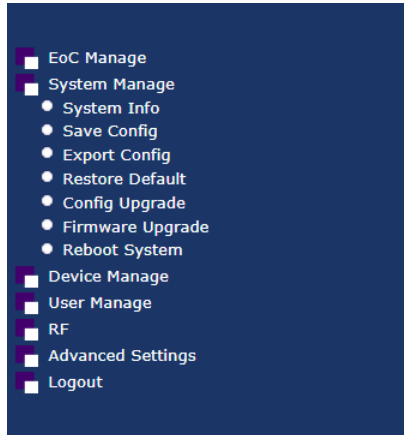 EoC Manage
System Manage
System Info
Save Config
Export Config
Restore Default
Config Upgrade
Firmware Upgrade
Reboot System
Device Manage
User Manage
RF
Advanced Settings
Logout